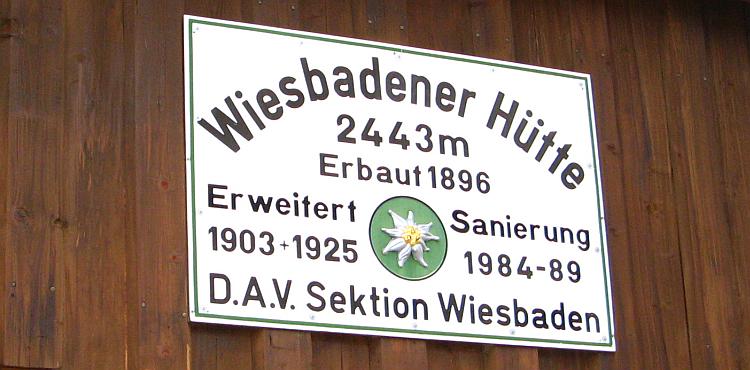 Wiesbadener Hütte
2443m
Erbaut 1896
Erweitert
1903+1925
Sanierung
1984-89
D.A.V. Sektion Wiesbaden